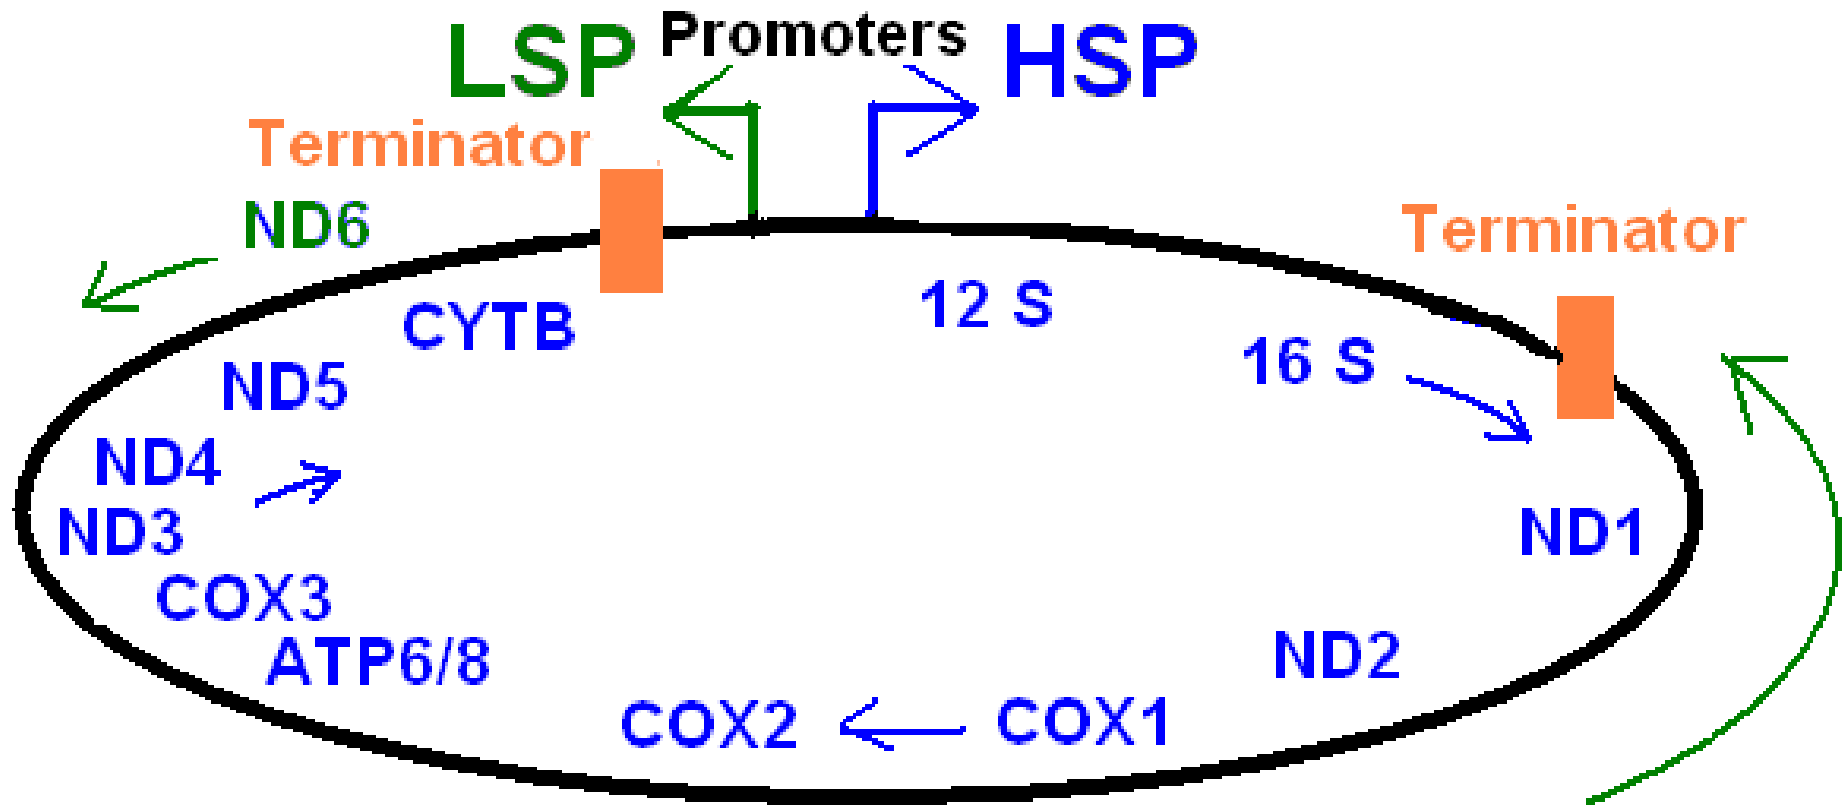 LSP Promoters HSP
Terminator
ND6
Terminator
CYTB
12 S
16 S
ND5
ND4
ND3
ND1
COX3
ATP6/8
ND2
COX2
COX1